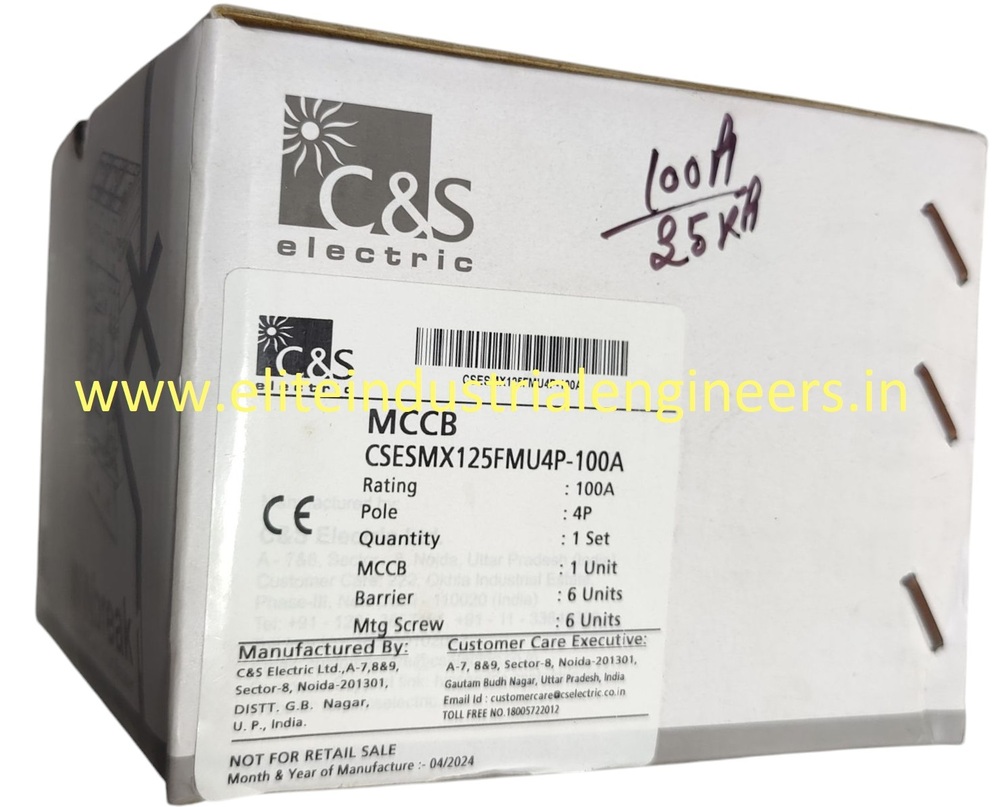 C&S
electric
100A
25KA
C&S
electric
CSESMX125FMU4P-100A
www.eliteindustrialengineers.in
MCCB
CSESMX125FMU4P-100A
Rating : 100A
Pole : 4P
CE
Quantity : 1 Set
MCCB : 1 Unit
Barrier : 6 Units
Mtg Screw : 6 Units
Manufactured By:
C&S Electric Ltd.,A-7,8&9,
Sector-8, Noida-201301,
DISTT. G.B. Nagar,
U. P., India.
Customer Care Executive:
A-7, 8&9, Sector-8, Noida-201301,
Gautam Budh Nagar, Uttar Pradesh, India
Email Id : customercare@cselectric.co.in
TOLL FREE NO.18005722012
NOT FOR RETAIL SALE
Month & Year of Manufacture :- 04/2024